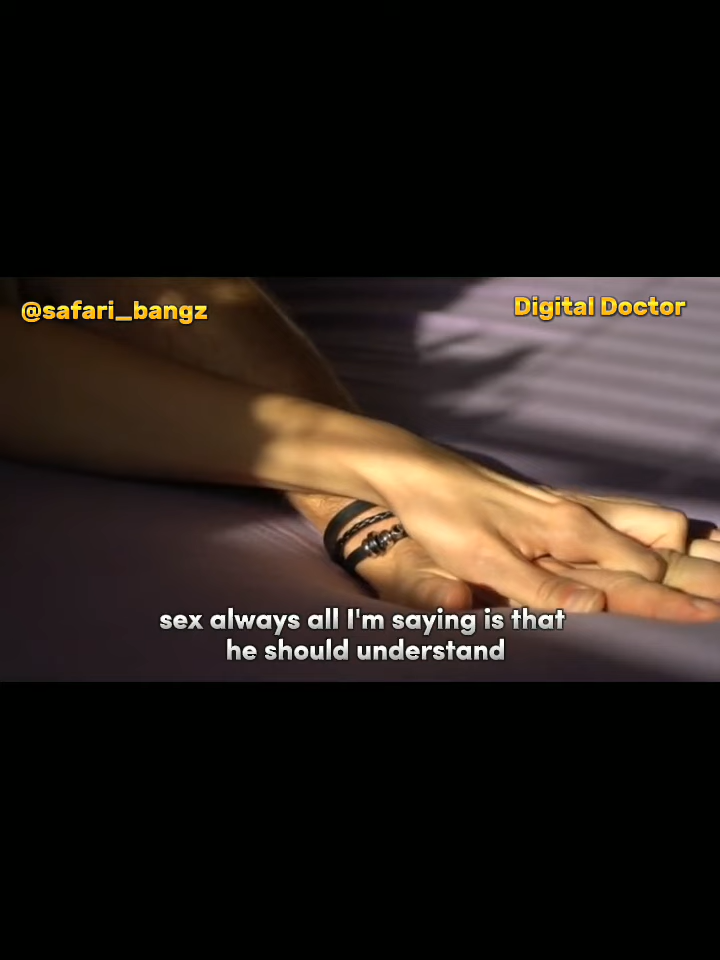 @safari_bangz
Digital Doctor
sex always all I'm saying is that
he should understand